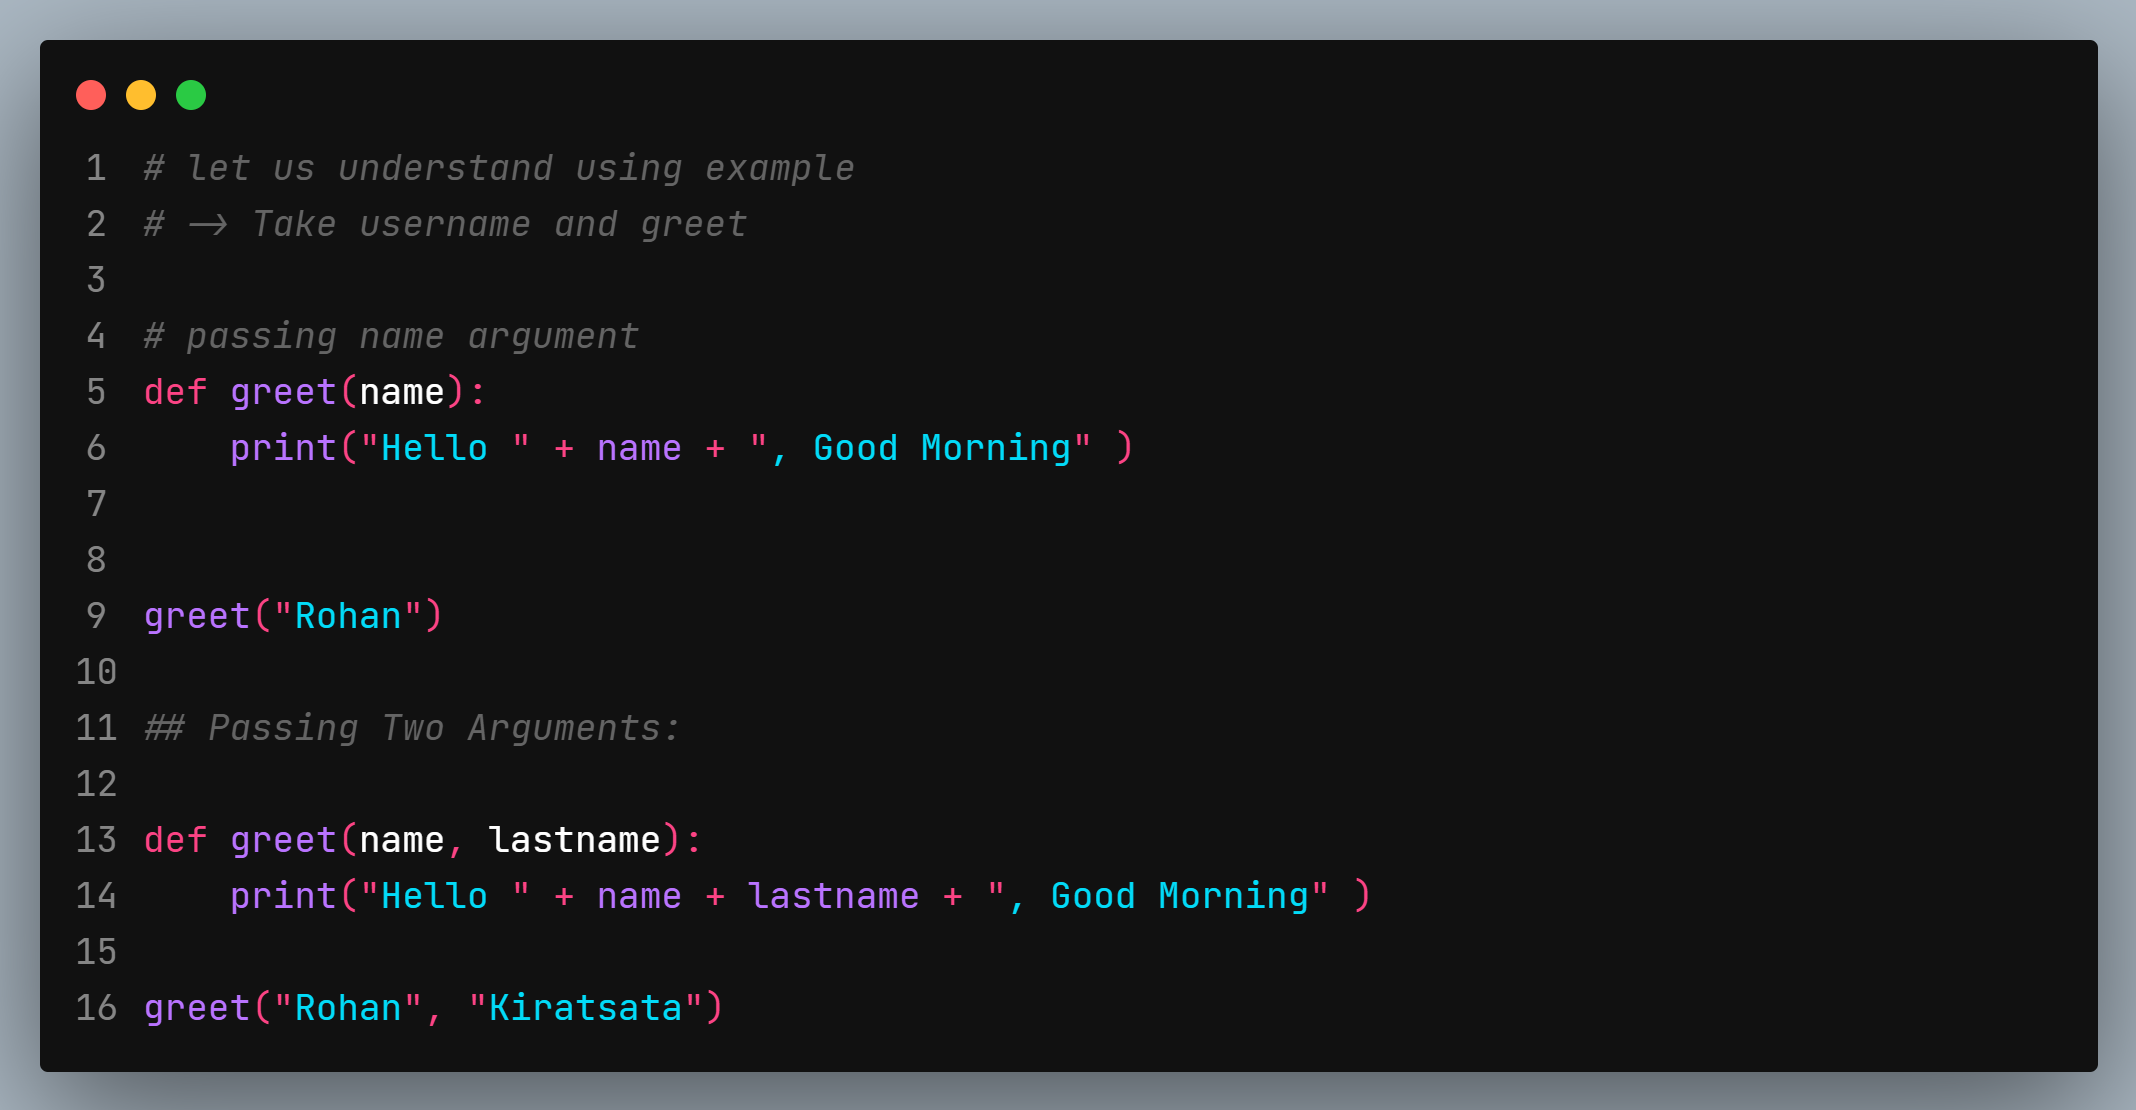 1 # let us understand using example
2 # -> Take username and greet
3
4 # passing name argument
5 def greet(name):
6     print("Hello " + name + ", Good Morning" )
7
8
9 greet("Rohan")
10
11 ## Passing Two Arguments:
12
13 def greet(name, lastname):
14     print("Hello " + name + lastname + ", Good Morning" )
15
16 greet("Rohan", "Kiratsata")